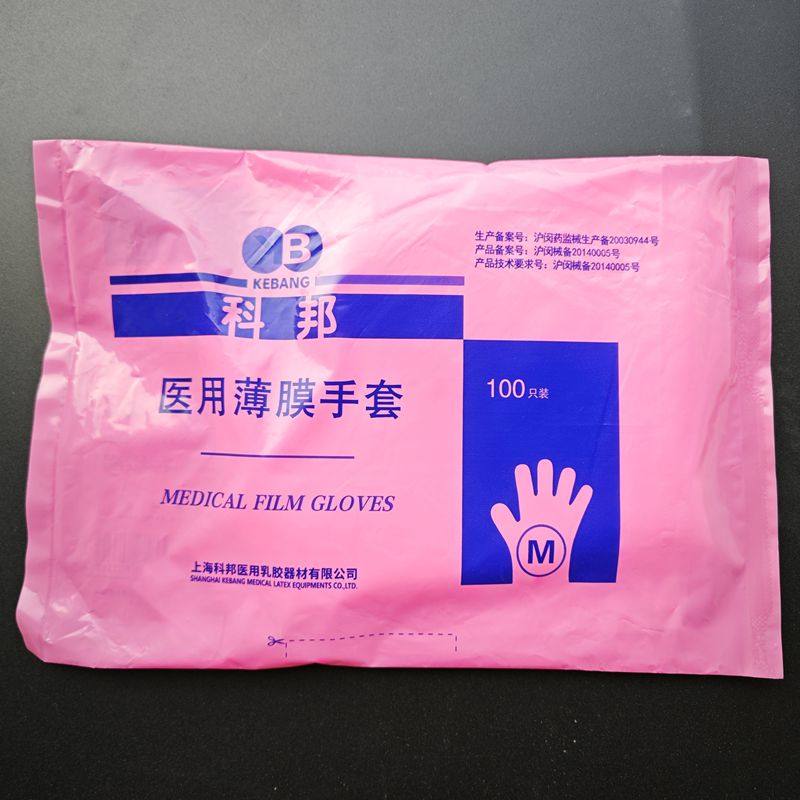 KB
KEBANG
科邦
生产备案号：沪闵药监械生产备20030944号
产品备案号：沪闵械备20140005号
产品技术要求号：沪闵械备20140005号
医用薄膜手套
MEDICAL FILM GLOVES
100只装
M
上海科邦医用乳胶器材有限公司
SHANGHAI KEBANG MEDICAL LATEX EQUIPMENTS CO.,LTD.